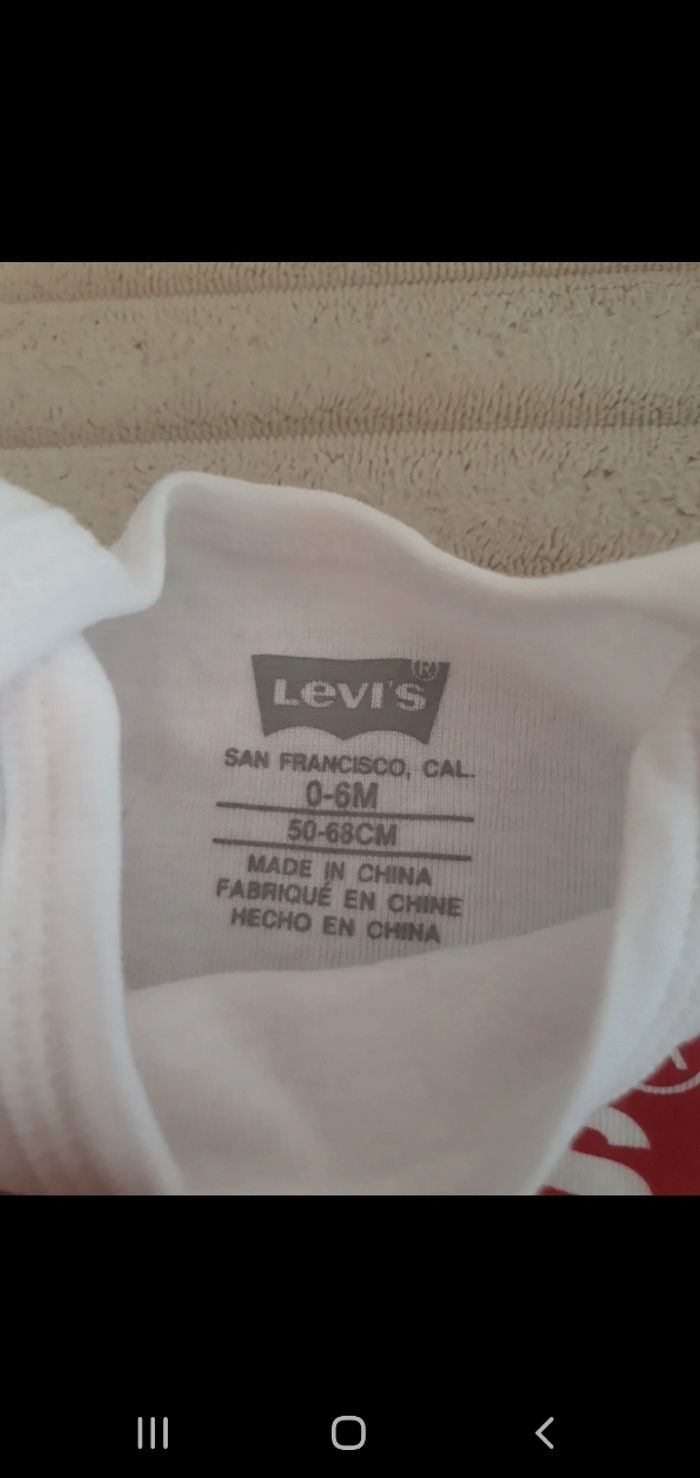 Levi's ®
SAN FRANCISCO, CAL.
0-6M
50-68CM
MADE IN CHINA
FABRIQUÉ EN CHINE
HECHO EN CHINA
S